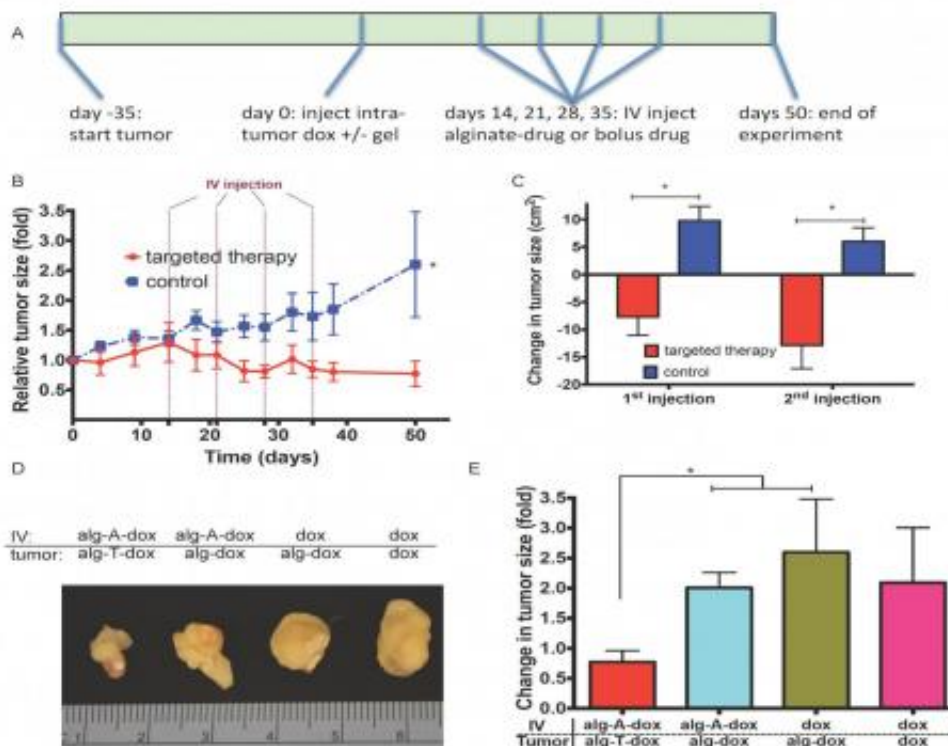 A
day -35:
start tumor
day 0: inject intra-
tumor dox +/- gel
days 14, 21, 28, 35: IV inject
alginate-drug or bolus drug
days 50: end of
experiment
B
IV injection
Relative tumor size (fold)
2.5
2.0
1.5
1.0
0.5
targeted therapy
control
*
0 10 20 30 40 50
Time (days)
C
Change in tumor size (cm²)
10
5
0
-5
-10
-15
-20
* *
targeted therapy
control
1st injection 2nd injection
D
IV: alg-A-dox alg-A-dox dox dox
tumor: alg-T-dox alg-dox alg-dox dox
1 2 3 4 5 6
E
Change in tumor size (fold)
3.5
3.0
2.5
2.0
1.5
1.0
0.5
0.0
*
IV alg-A-dox alg-A-dox dox dox
Tumor alg-T-dox alg-dox alg-dox dox